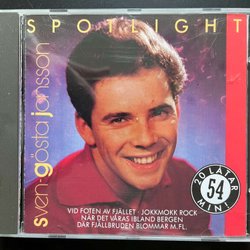 SPOTLIGHT
sven-gösta jonsson
VID FOTEN AV FJÄLLET · JOKKMOKK ROCK
NÄR DET VÅRAS IBLAND BERGEN
DÄR FJÄLLBRUDEN BLOMMAR M.FL.
20 LÅTAR
54
MINI